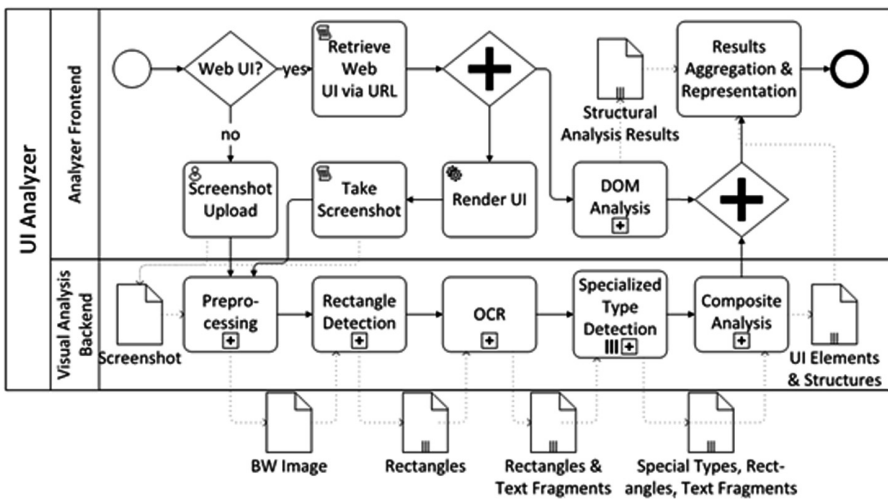 UI Analyzer
Analyzer Frontend
Web UI?
yes
no
Retrieve
Web
UI via URL
Structural
Analysis Results
Results
Aggregation &
Representation
Screenshot
Upload
Take
Screenshot
Render UI
DOM
Analysis
Visual Analysis
Backend
Screenshot
Prepro-
cessing
Rectangle
Detection
OCR
Specialized
Type
Detection
Composite
Analysis
UI Elements
& Structures
BW Image
Rectangles
Rectangles &
Text Fragments
Special Types, Rect-
angles, Text Fragments